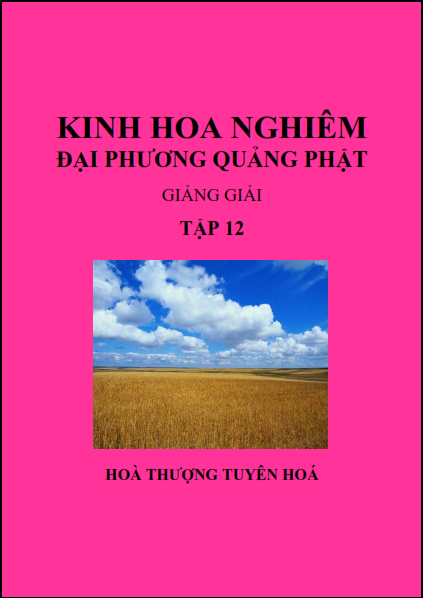 KINH HOA NGHIÊM
ĐẠI PHƯƠNG QUẢNG PHẬT
GIẢNG GIẢI
TẬP 12
HOÀ THƯỢNG TUYÊN HOÁ